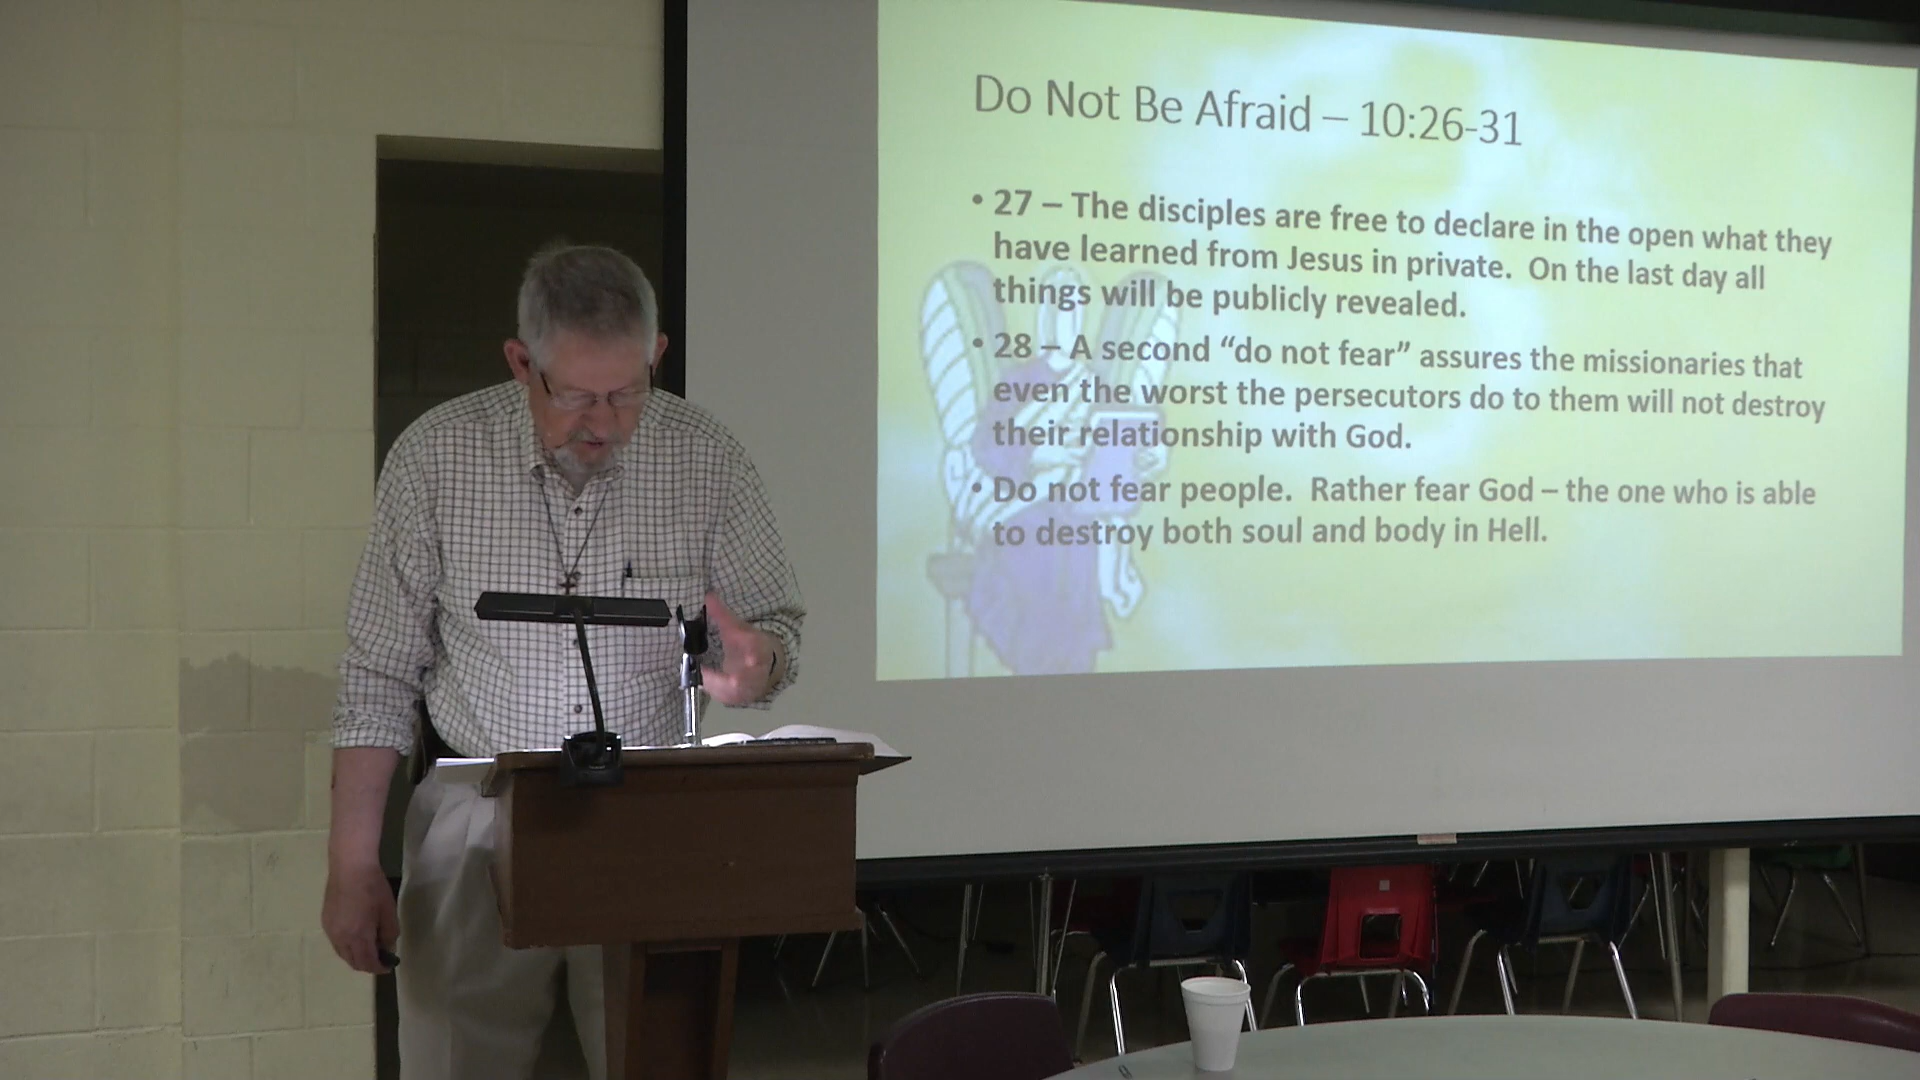 Do Not Be Afraid – 10:26-31
• 27 – The disciples are free to declare in the open what they
have learned from Jesus in private.  On the last day all
things will be publicly revealed.
• 28 – A second “do not fear” assures the missionaries that
even the worst the persecutors do to them will not destroy
their relationship with God.
• Do not fear people.  Rather fear God – the one who is able
to destroy both soul and body in Hell.